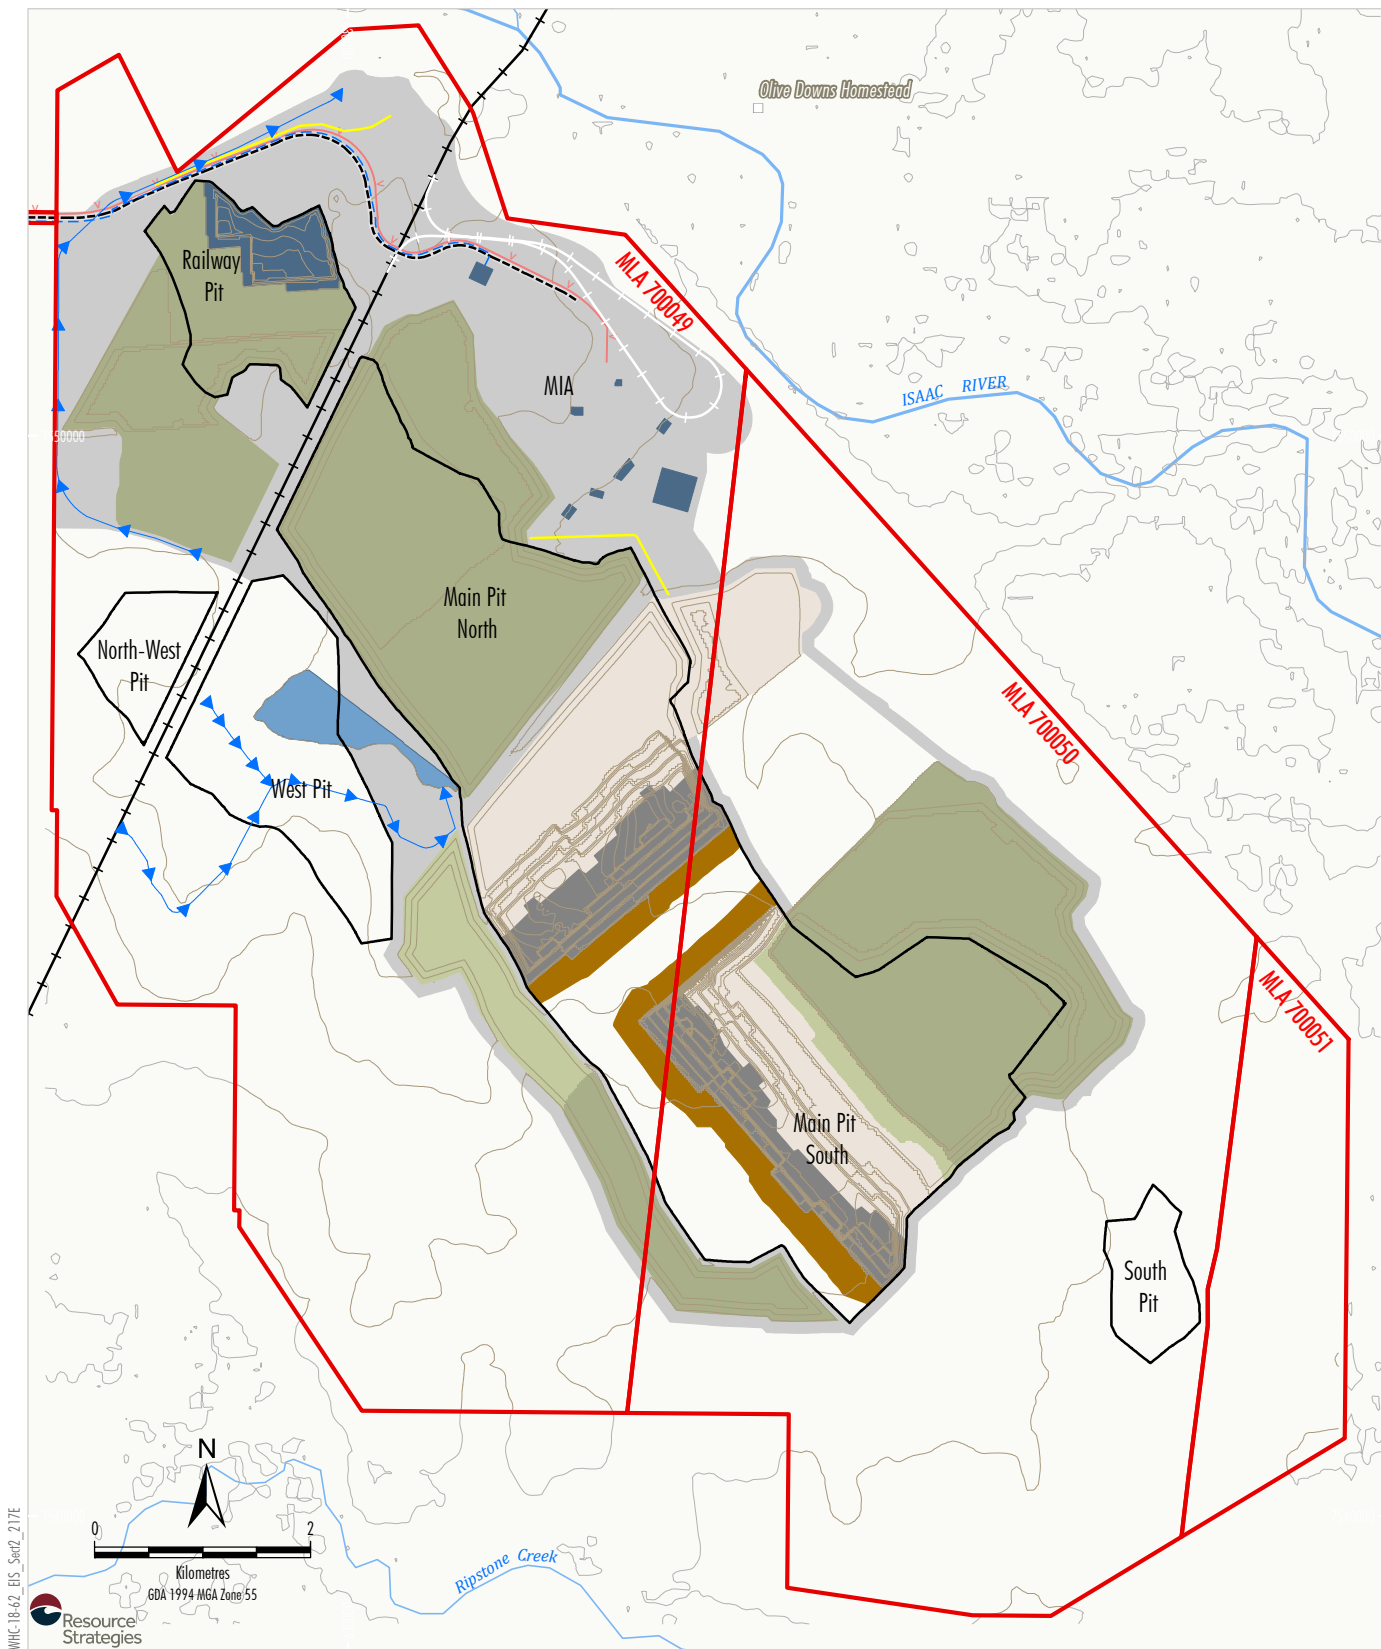 Olive Downs Homestead
MLA 700049
Railway
Pit
MIA
ISAAC RIVER
50000
Main Pit
North
North-West
Pit
MLA 700050
West Pit
MLA 700051
Main Pit
South
South
Pit
N
0 2
Kilometres
GDA 1994 MGA Zone 55
Ripstone Creek
WHC-18-62_EIS_Sect2_217E
Resource
Strategies